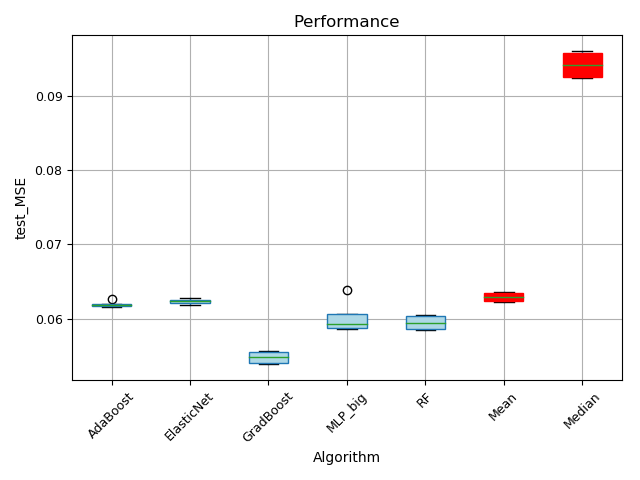 Performance
test_MSE
0.09
0.08
0.07
0.06
AdaBoost
ElasticNet
GradBoost
MLP_big
RF
Mean
Median
Algorithm